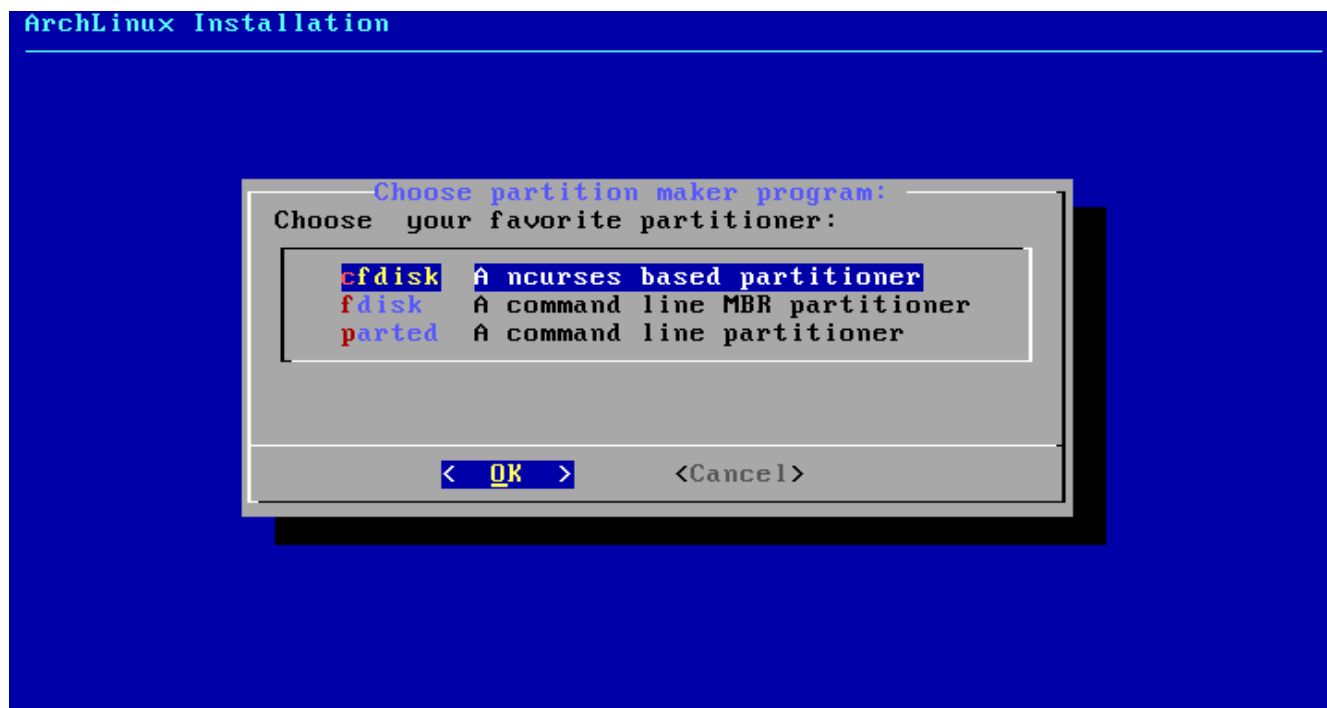 ArchLinux Installation
Choose partition maker program:
Choose  your favorite partitioner:
cfdisk  A ncurses based partitioner
fdisk   A command line MBR partitioner
parted  A command line partitioner
<  OK  >      <Cancel>